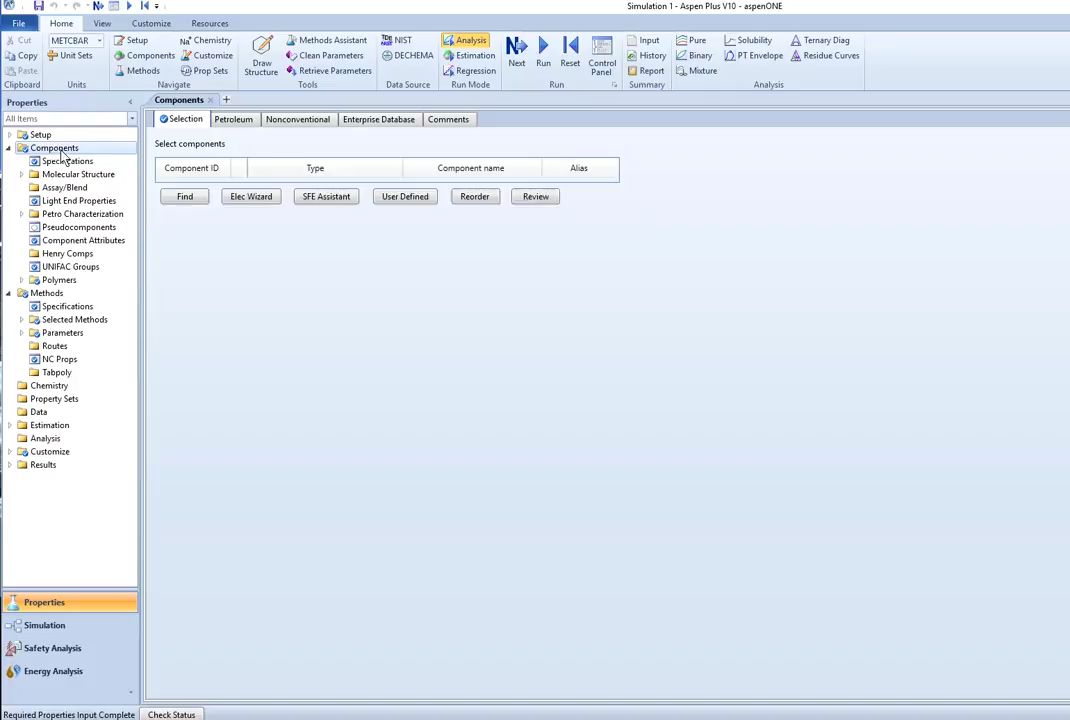 Simulation 1 - Aspen Plus V10 - aspenONE
File Home View Customize Resources
Cut METCBAR Setup Chemistry Methods Assistant NIST Analysis Input Pure Solubility Ternary Diag
Copy Unit Sets Components Customize Clean Parameters DECHEMA Estimation History Binary PT Envelope Residue Curves
Paste Methods Prop Sets Draw Structure Retrieve Parameters Regression Next Run Reset Control Panel Report Mixture
Clipboard Units Navigate Tools Data Source Run Mode Run Summary Analysis
Properties
Components
All Items
Selection Petroleum Nonconventional Enterprise Database Comments
Setup
Components
Specifications
Molecular Structure
Assay/Blend
Light End Properties
Petro Characterization
Pseudocomponents
Component Attributes
Henry Comps
UNIFAC Groups
Polymers
Methods
Specifications
Selected Methods
Parameters
Routes
NC Props
Tabpoly
Chemistry
Property Sets
Data
Estimation
Analysis
Customize
Results
Select components
Component ID Type Component name Alias
Find Elec Wizard SFE Assistant User Defined Reorder Review
Properties
Simulation
Safety Analysis
Energy Analysis
Required Properties Input Complete Check Status